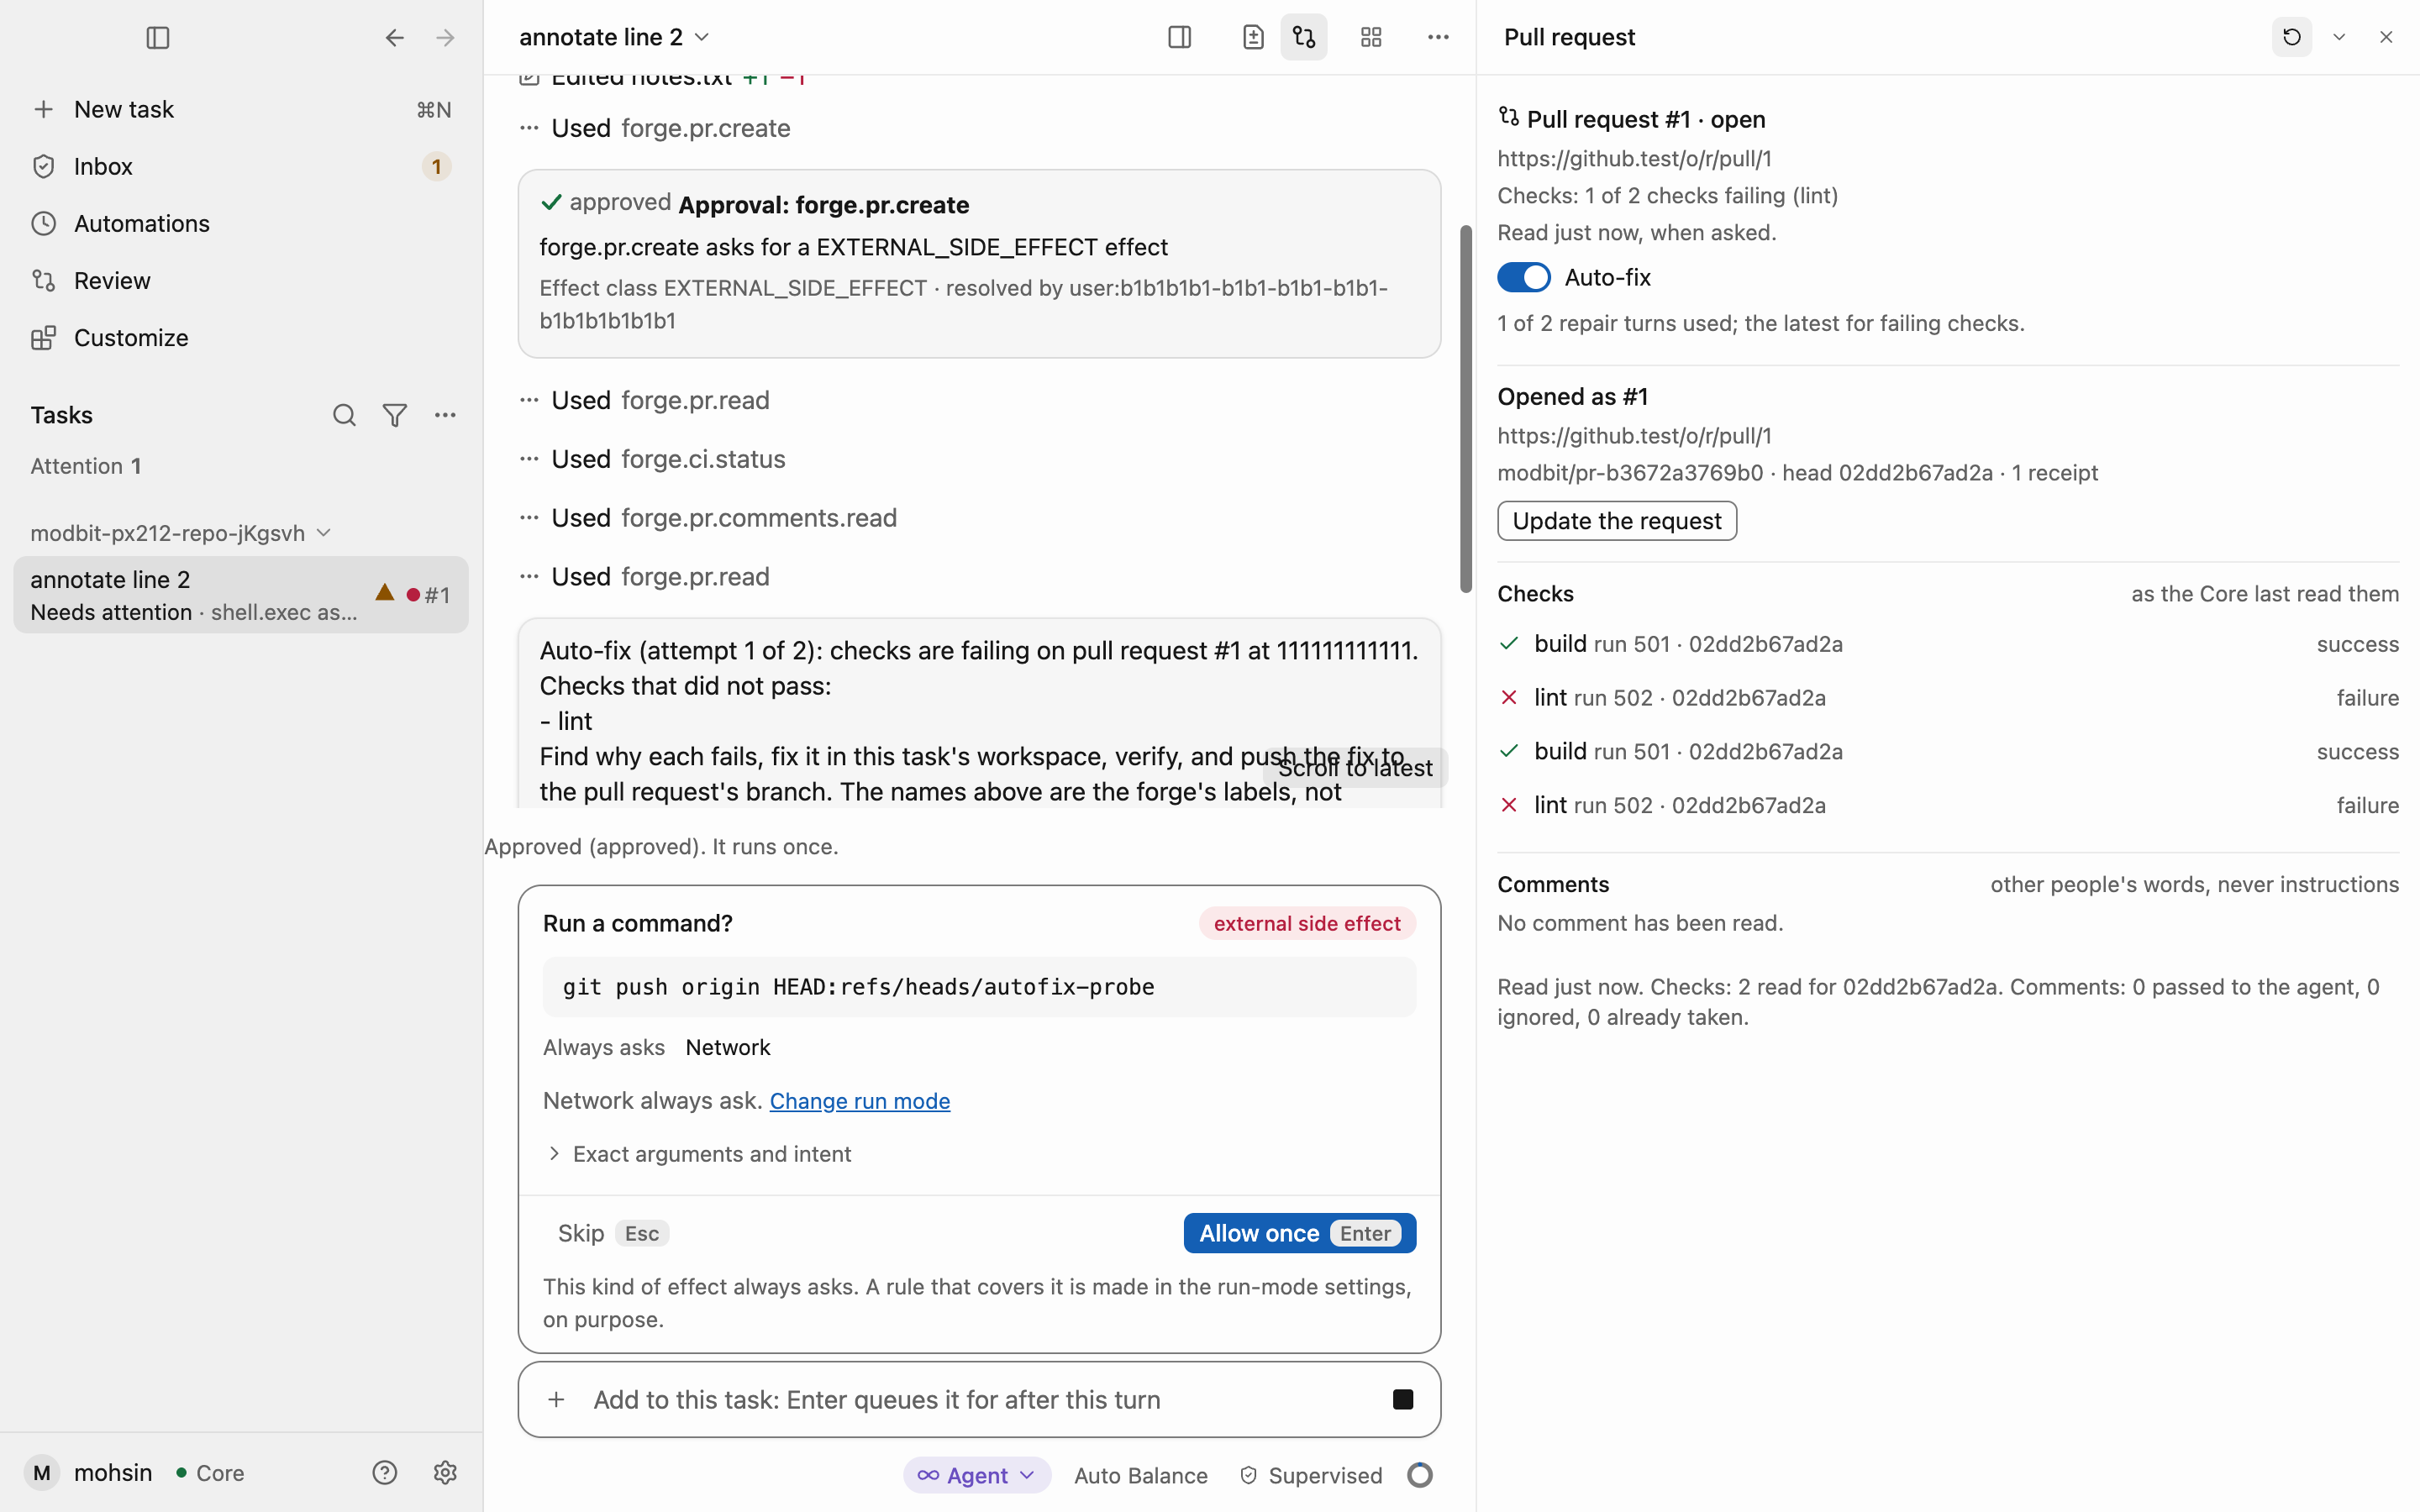 New task ⌘N
Inbox 1
Automations
Review
Customize
Tasks
Attention 1
modbit-px212-repo-jKgsvh
annotate line 2
#1
Needs attention · shell.exec as...
M mohsin Core
annotate line 2
Edited notes.txt +1 −1
Used forge.pr.create
approved Approval: forge.pr.create
forge.pr.create asks for a EXTERNAL_SIDE_EFFECT effect
Effect class EXTERNAL_SIDE_EFFECT · resolved by user:b1b1b1b1-b1b1-b1b1-b1b1-
b1b1b1b1b1b1
Used forge.pr.read
Used forge.ci.status
Used forge.pr.comments.read
Used forge.pr.read
Auto-fix (attempt 1 of 2): checks are failing on pull request #1 at 111111111111.
Checks that did not pass:
- lint
Find why each fails, fix it in this task's workspace, verify, and push the fix to
Scroll to latest
the pull request's branch. The names above are the forge's labels, not
Approved (approved). It runs once.
Run a command? external side effect
git push origin HEAD:refs/heads/autofix-probe
Always asks Network
Network always ask. Change run mode
Exact arguments and intent
Skip Esc Allow once Enter
This kind of effect always asks. A rule that covers it is made in the run-mode settings,
on purpose.
Add to this task: Enter queues it for after this turn
Agent Auto Balance Supervised
Pull request
Pull request #1 · open
https://github.test/o/r/pull/1
Checks: 1 of 2 checks failing (lint)
Read just now, when asked.
Auto-fix
1 of 2 repair turns used; the latest for failing checks.
Opened as #1
https://github.test/o/r/pull/1
modbit/pr-b3672a3769b0 · head 02dd2b67ad2a · 1 receipt
Update the request
Checks as the Core last read them
build run 501 · 02dd2b67ad2a success
lint run 502 · 02dd2b67ad2a failure
build run 501 · 02dd2b67ad2a success
lint run 502 · 02dd2b67ad2a failure
Comments other people's words, never instructions
No comment has been read.
Read just now. Checks: 2 read for 02dd2b67ad2a. Comments: 0 passed to the agent, 0
ignored, 0 already taken.